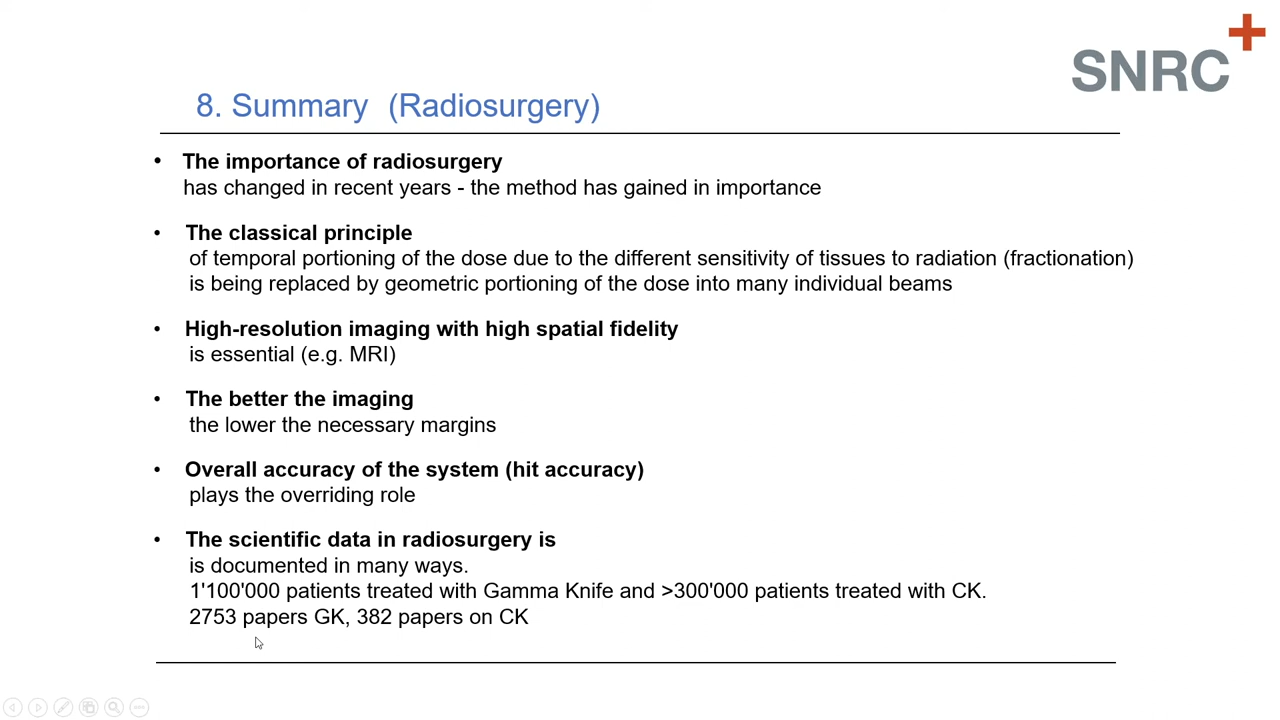 SNRC
8. Summary (Radiosurgery)
• The importance of radiosurgery
has changed in recent years - the method has gained in importance
• The classical principle
of temporal portioning of the dose due to the different sensitivity of tissues to radiation (fractionation)
is being replaced by geometric portioning of the dose into many individual beams
• High-resolution imaging with high spatial fidelity
is essential (e.g. MRI)
• The better the imaging
the lower the necessary margins
• Overall accuracy of the system (hit accuracy)
plays the overriding role
• The scientific data in radiosurgery is
is documented in many ways.
1'100'000 patients treated with Gamma Knife and >300'000 patients treated with CK.
2753 papers GK, 382 papers on CK